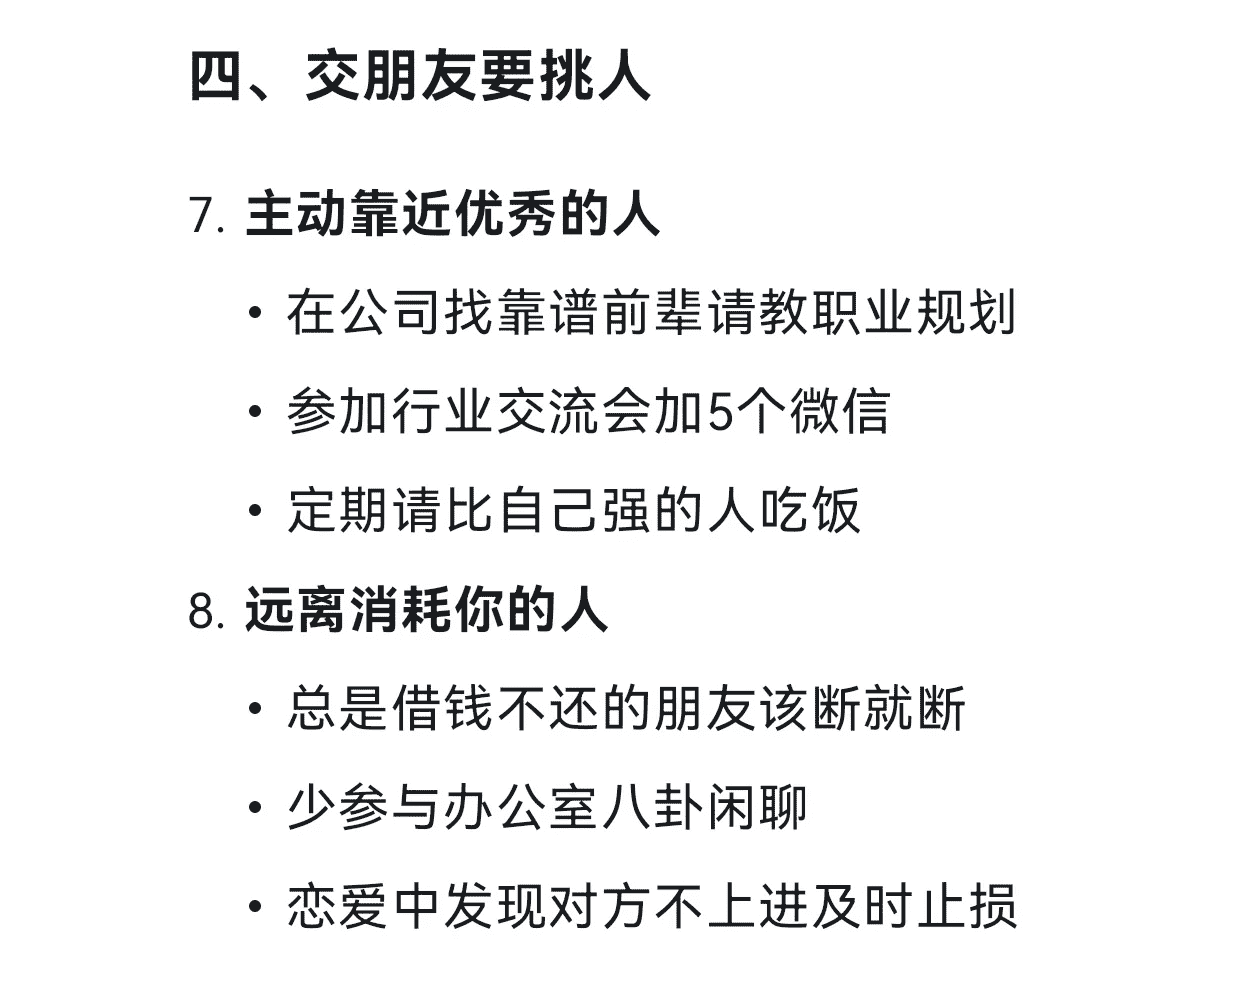 四、交朋友要挑人
7. 主动靠近优秀的人
• 在公司找靠谱前辈请教职业规划
• 参加行业交流会加5个微信
• 定期请比自己强的人吃饭
8. 远离消耗你的人
• 总是借钱不还的朋友该断就断
• 少参与办公室八卦闲聊
• 恋爱中发现对方不上进及时止损